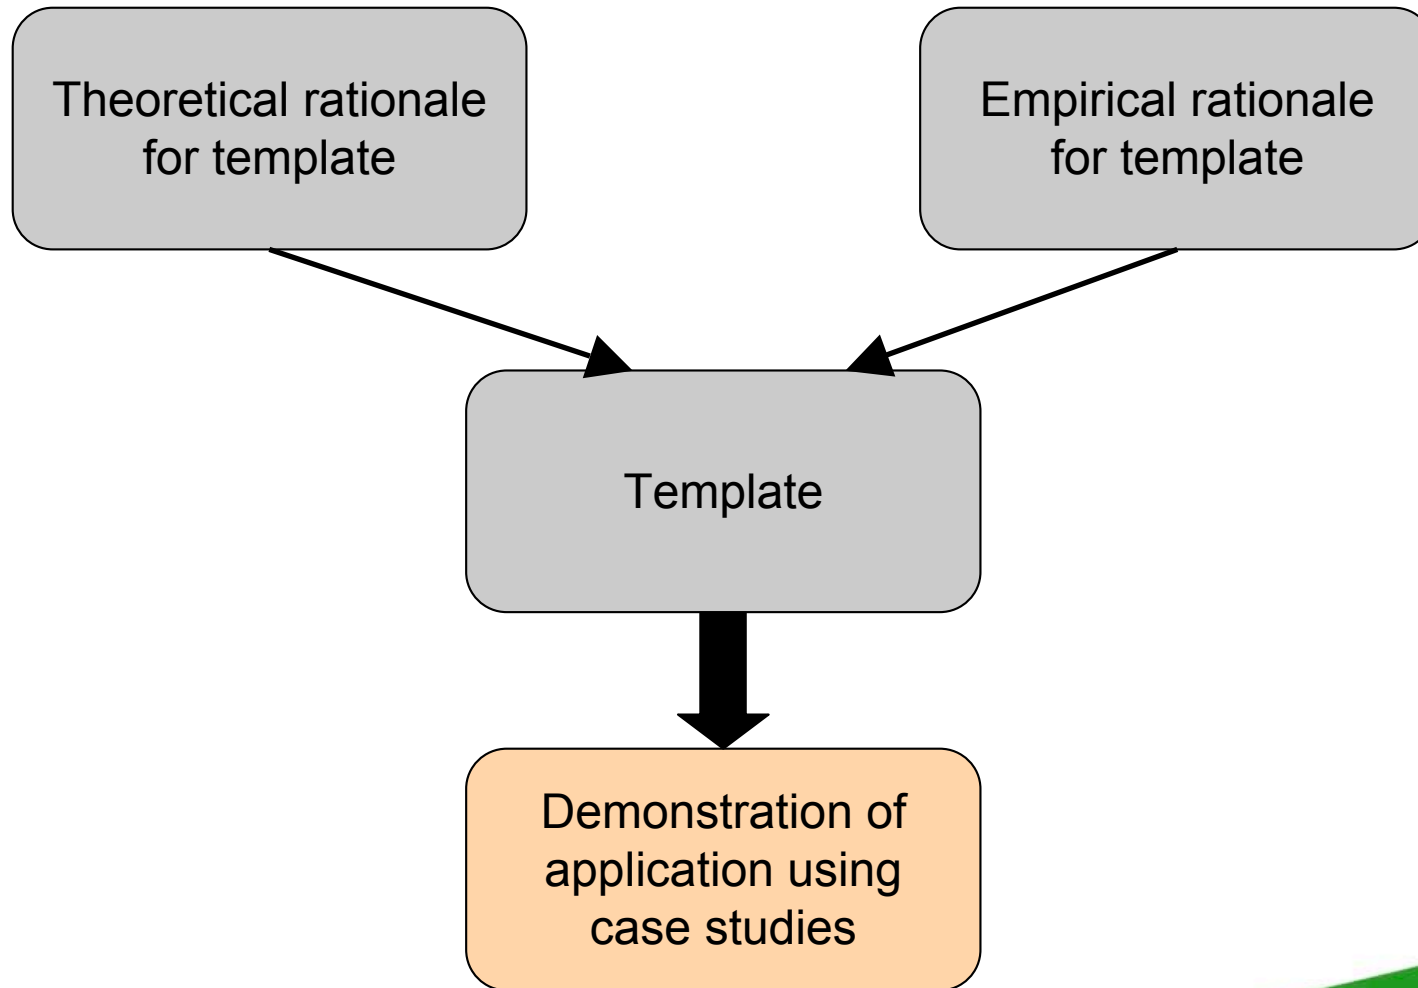 Theoretical rationale
for template
Empirical rationale
for template
Template
Demonstration of
application using
case studies